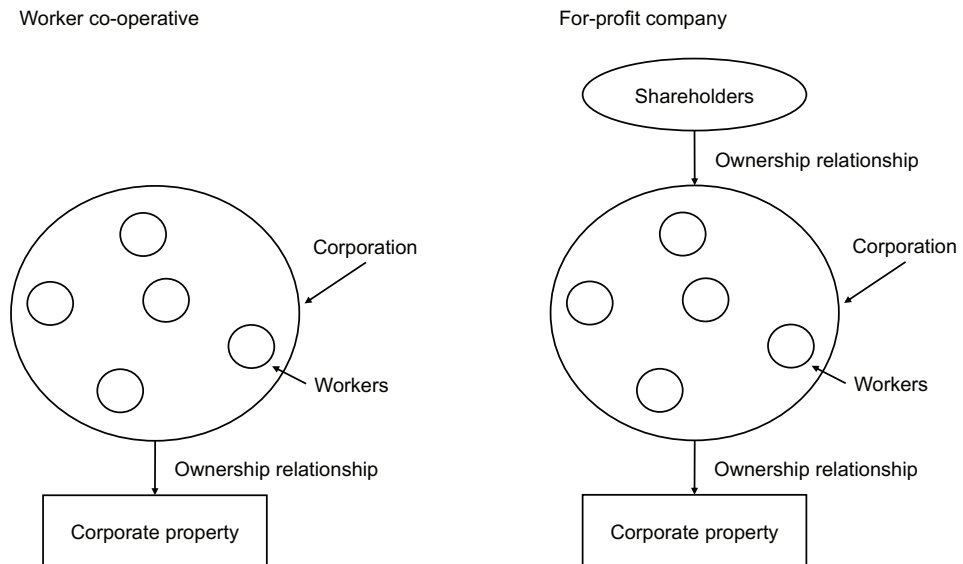 Worker co-operative
For-profit company
Shareholders
Ownership relationship
Corporation
Corporation
Workers
Workers
Ownership relationship
Ownership relationship
Corporate property
Corporate property